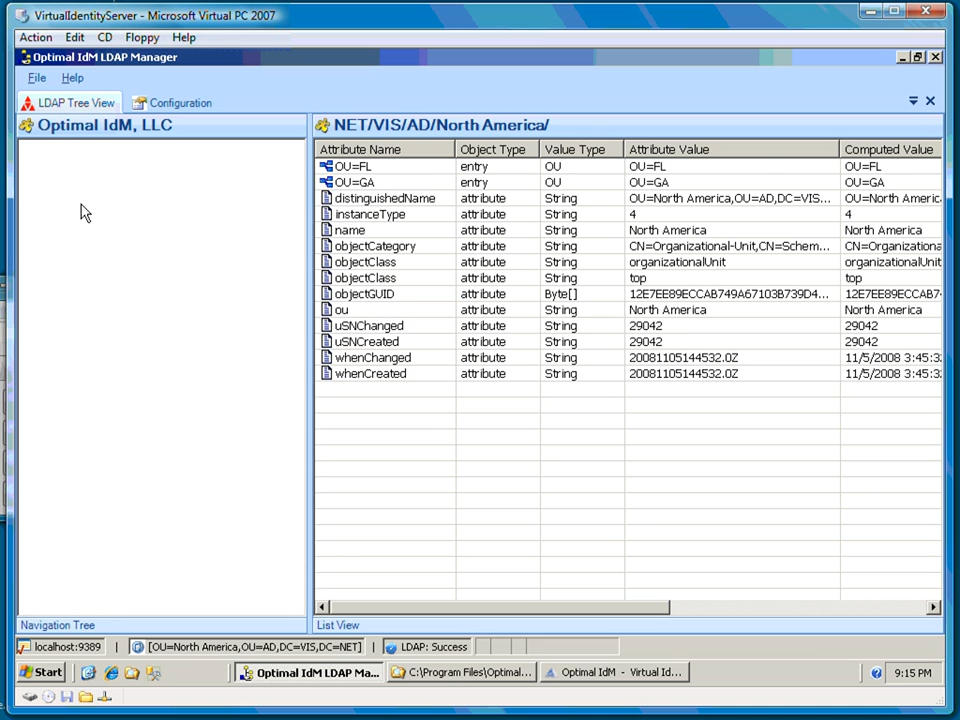 VirtualIdentityServer - Microsoft Virtual PC 2007
Action Edit CD Floppy Help
Optimal IdM LDAP Manager
File Help
LDAP Tree View Configuration
Optimal IdM, LLC
NET/VIS/AD/North America/
Attribute Name Object Type Value Type Attribute Value Computed Value
OU=FL entry OU OU=FL OU=FL
OU=GA entry OU OU=GA OU=GA
distinguishedName attribute String OU=North America,OU=AD,DC=VIS... OU=North Americ
instanceType attribute String 4 4
name attribute String North America North America
objectCategory attribute String CN=Organizational-Unit,CN=Schem... CN=Organizationa
objectClass attribute String organizationalUnit organizationalUnit
objectClass attribute String top top
objectGUID attribute Byte[] 12E7EE89ECCAB749A67103B739D4... 12E7EE89ECCAB7
ou attribute String North America North America
uSNChanged attribute String 29042 29042
uSNCreated attribute String 29042 29042
whenChanged attribute String 20081105144532.0Z 11/5/2008 3:45:3
whenCreated attribute String 20081105144532.0Z 11/5/2008 3:45:3
Navigation Tree
List View
localhost:9389 | [OU=North America,OU=AD,DC=VIS,DC=NET] | LDAP: Success
Start Optimal IdM LDAP Ma... C:\Program Files\Optimal... Optimal IdM - Virtual Id... 9:15 PM